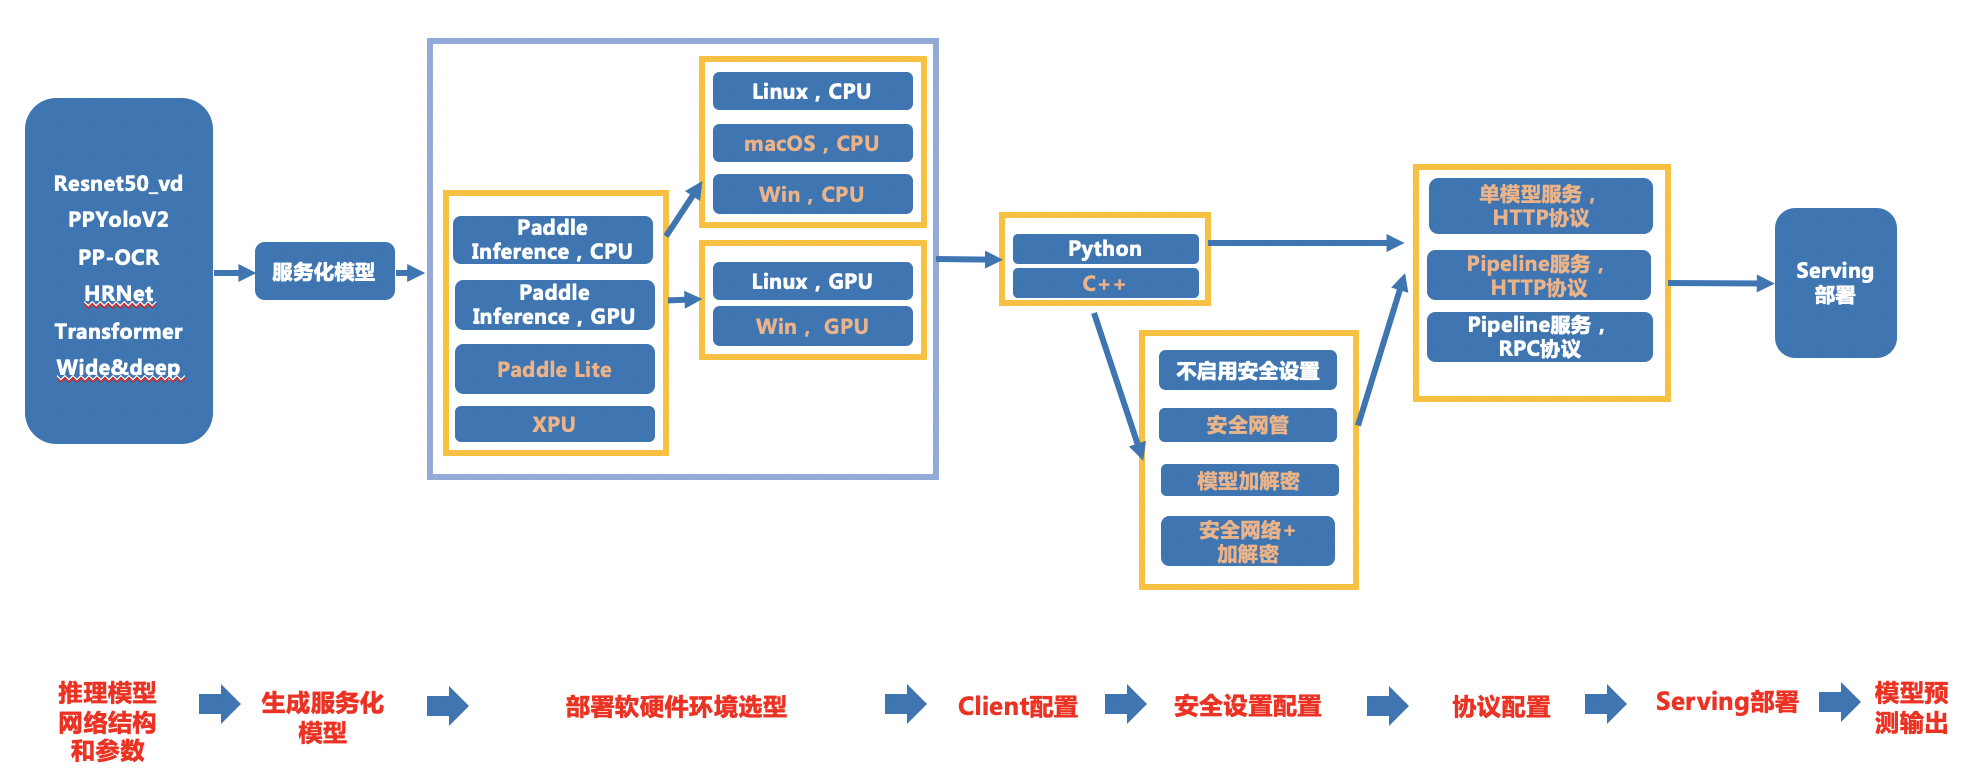 Resnet50_vd
PPYoloV2
PP-OCR
HRNet
Transformer
Wide&deep
服务化模型
Paddle
Inference，CPU
Paddle
Inference，GPU
Paddle Lite
XPU
Linux，CPU
macOS，CPU
Win，CPU
Linux，GPU
Win， GPU
Python
C++
不启用安全设置
安全网管
模型加解密
安全网络+
加解密
单模型服务，
HTTP协议
Pipeline服务，
HTTP协议
Pipeline服务，
RPC协议
Serving
部署
推理模型
网络结构
和参数
生成服务化
模型
部署软硬件环境选型
Client配置
安全设置配置
协议配置
Serving部署
模型预
测输出